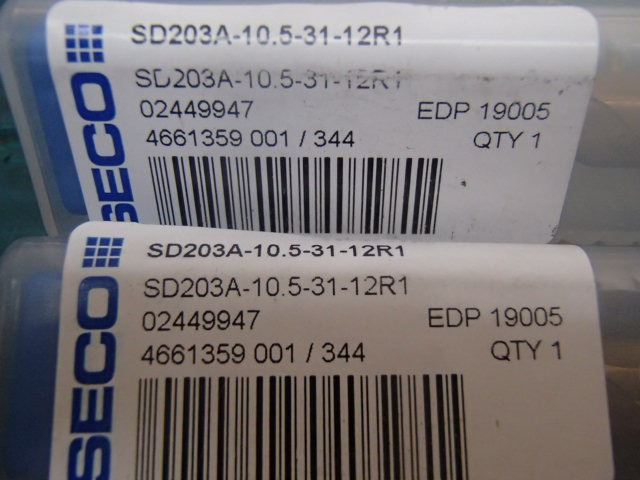 SECO
SD203A-10.5-31-12R1
SD203A-10.5-31-12R1
02449947 EDP 19005
4661359 001 / 344 QTY 1
SECO
SD203A-10.5-31-12R1
SD203A-10.5-31-12R1
02449947 EDP 19005
4661359 001 / 344 QTY 1